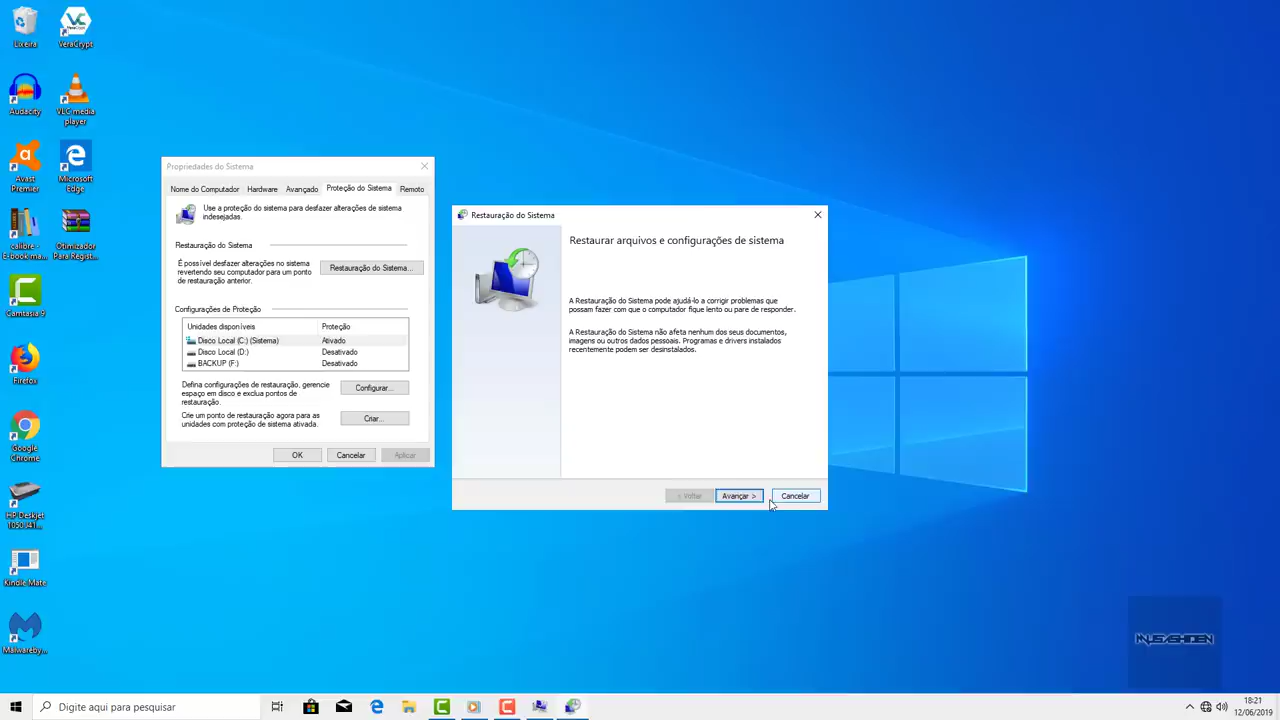 Lixeira
VeraCrypt
Audacity
VLC media
player
Avast
Premier
Microsoft
Edge
calibre -
E-book ma...
Otimizador
Para Regist...
Camtasia 9
Firefox
Google
Chrome
HP Deskjet
1050 J41...
Kindle Mate
Malwareby...
Propriedades do Sistema
Nome do Computador Hardware Avançado Proteção do Sistema Remoto
Use a proteção do sistema para desfazer alterações de sistema
indesejadas.
Restauração do Sistema
É possível desfazer alterações no sistema
revertendo seu computador para um ponto
de restauração anterior.
Restauração do Sistema...
Configurações de Proteção
Unidades disponíveis Proteção
Disco Local (C:) (Sistema) Ativado
Disco Local (D:) Desativado
BACKUP (F:) Desativado
Defina configurações de restauração, gerencie
espaço em disco e exclua pontos de
restauração.
Configurar...
Crie um ponto de restauração agora para as
unidades com proteção de sistema ativada.
Criar...
OK Cancelar Aplicar
Restauração do Sistema
Restaurar arquivos e configurações de sistema
A Restauração do Sistema pode ajudá-lo a corrigir problemas que
possam fazer com que o computador fique lento ou pare de responder.
A Restauração do Sistema não afeta nenhum dos seus documentos,
imagens ou outros dados pessoais. Programas e drivers instalados
recentemente podem ser desinstalados.
< Voltar Avançar > Cancelar
Digite aqui para pesquisar
18:21
12/06/2019